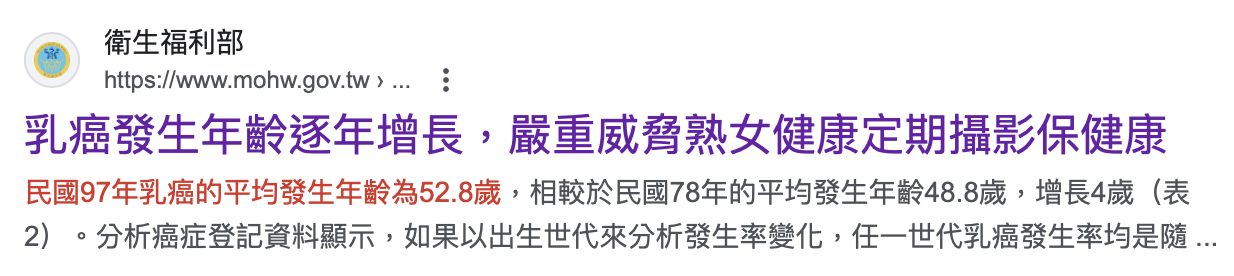 衛生福利部
https://www.mohw.gov.tw › ...
乳癌發生年齡逐年增長，嚴重威脅熟女健康定期攝影保健康
民國97年乳癌的平均發生年齡為52.8歲，相較於民國78年的平均發生年齡48.8歲，增長4歲（表
2）。分析癌症登記資料顯示，如果以出生世代來分析發生率變化，任一世代乳癌發生率均是隨 ...